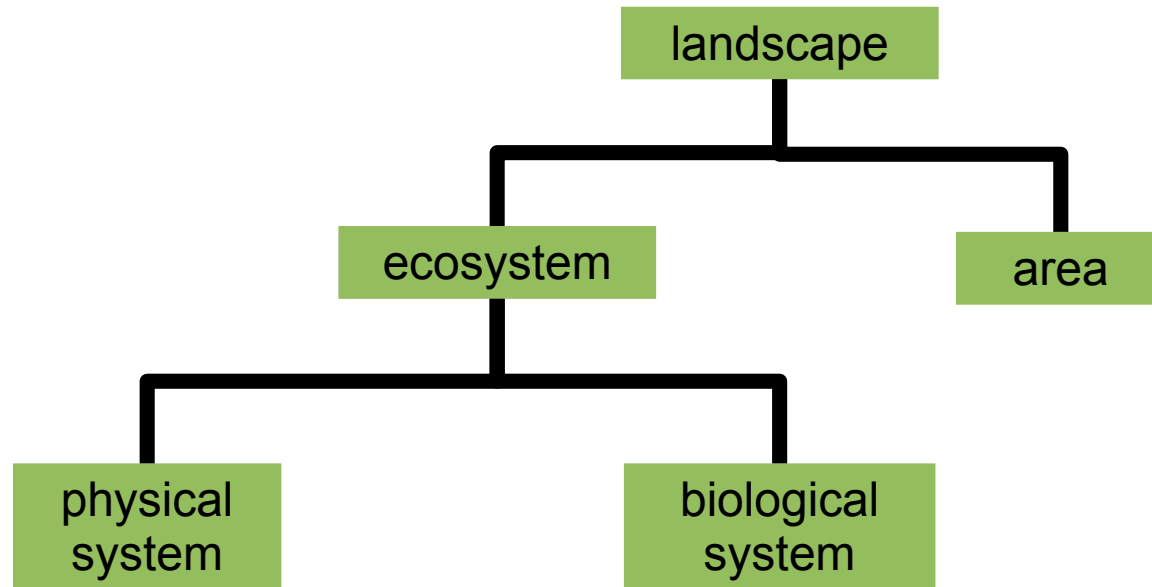 landscape
ecosystem
area
physical
system
biological
system